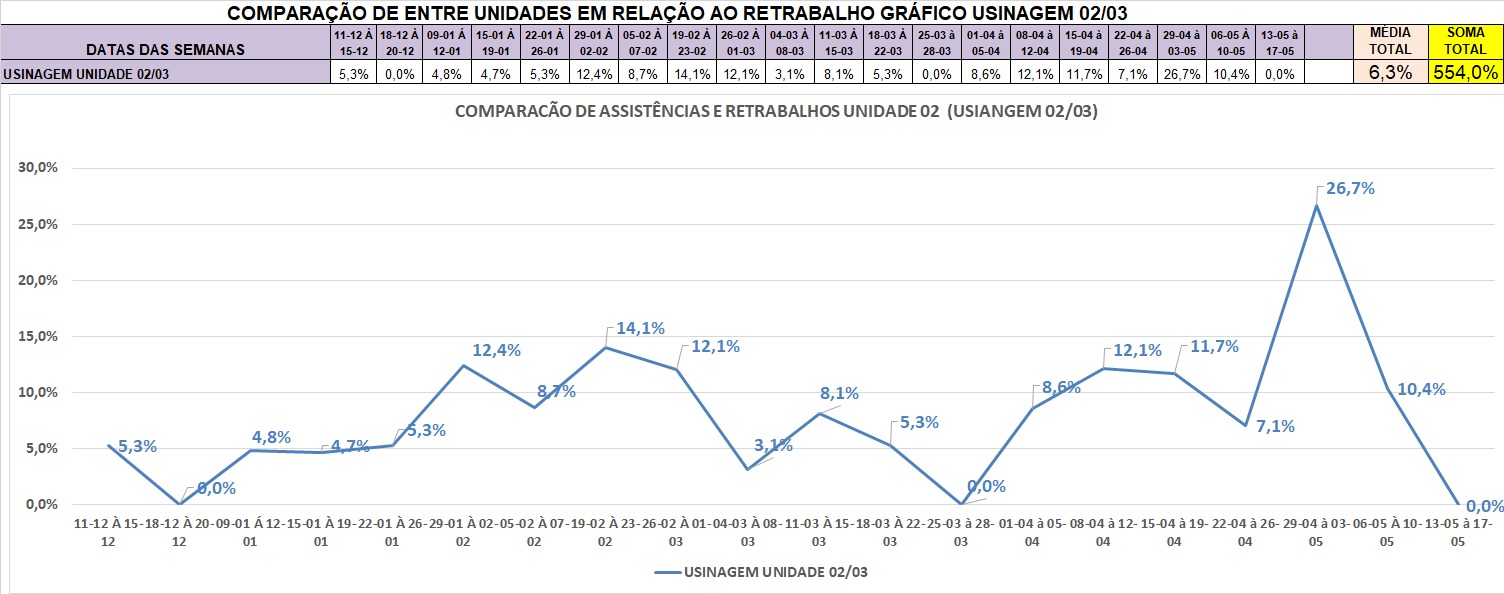 COMPARAÇÃO DE ENTRE UNIDADES EM RELAÇÃO AO RETRABALHO GRÁFICO USINAGEM 02/03
DATAS DAS SEMANAS 11-12 À 15-12 18-12 À 20-12 09-01 À 12-01 15-01 À 19-01 22-01 À 26-01 29-01 À 02-02 05-02 À 07-02 19-02 À 23-02 26-02 À 01-03 04-03 À 08-03 11-03 À 15-03 18-03 À 22-03 25-03 à 28-03 01-04 à 05-04 08-04 à 12-04 15-04 à 19-04 22-04 à 26-04 29-04 à 03-05 06-05 À 10-05 13-05 à 17-05 MÉDIA TOTAL SOMA TOTAL
USINAGEM UNIDADE 02/03 5,3% 0,0% 4,8% 4,7% 5,3% 12,4% 8,7% 14,1% 12,1% 3,1% 8,1% 5,3% 0,0% 8,6% 12,1% 11,7% 7,1% 26,7% 10,4% 0,0% 6,3% 554,0%
COMPARACÃO DE ASSISTÊNCIAS E RETRABALHOS UNIDADE 02 (USIANGEM 02/03)
30,0%
25,0%
20,0%
15,0%
10,0%
5,0%
0,0%
5,3%
0,0%
4,8%
4,7%
5,3%
12,4%
8,7%
14,1%
12,1%
3,1%
8,1%
5,3%
0,0%
8,6%
12,1%
11,7%
7,1%
26,7%
10,4%
0,0%
11-12 À 15-12
18-12 À 20-12
09-01 Á 12-01
15-01 À 19-01
22-01 À 26-01
29-01 À 02-02
05-02 À 07-02
19-02 À 23-02
26-02 À 01-03
04-03 À 08-03
11-03 À 15-03
18-03 À 22-03
25-03 à 28-03
01-04 à 05-04
08-04 à 12-04
15-04 à 19-04
22-04 à 26-04
29-04 à 03-05
06-05 À 10-05
13-05 à 17-05
USINAGEM UNIDADE 02/03